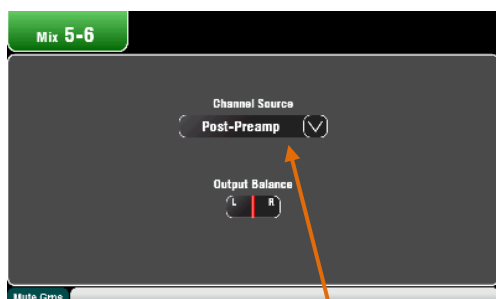 Mix 5-6
Channel Source
Post-Preamp
Output Balance
L R
Mute Grps